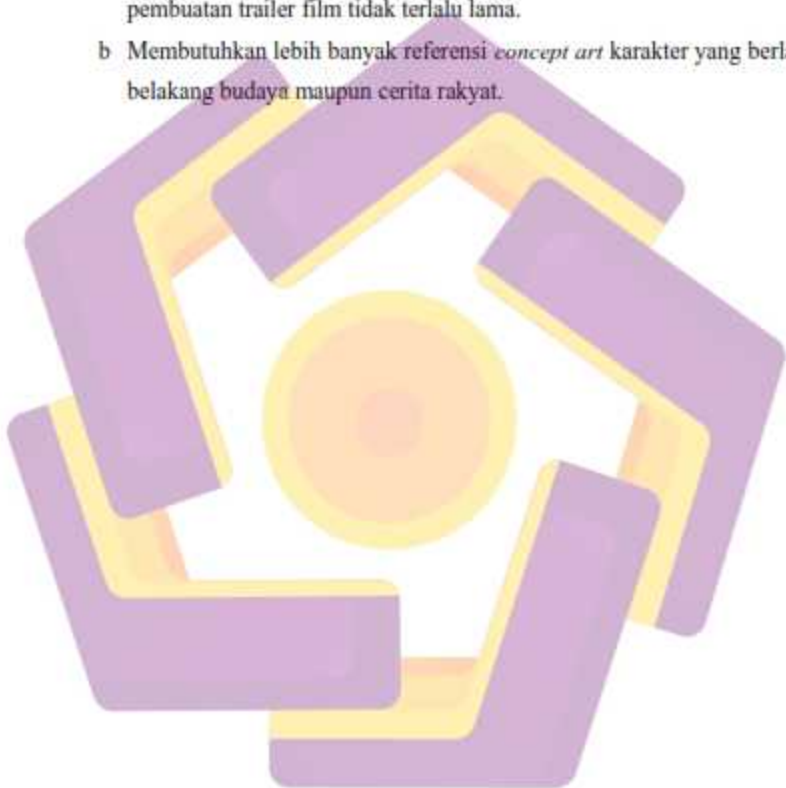 pembuatan trailer film tidak terlalu lama.
b Membutuhkan lebih banyak referensi concept art karakter yang berla
belakang budaya maupun cerita rakyat.